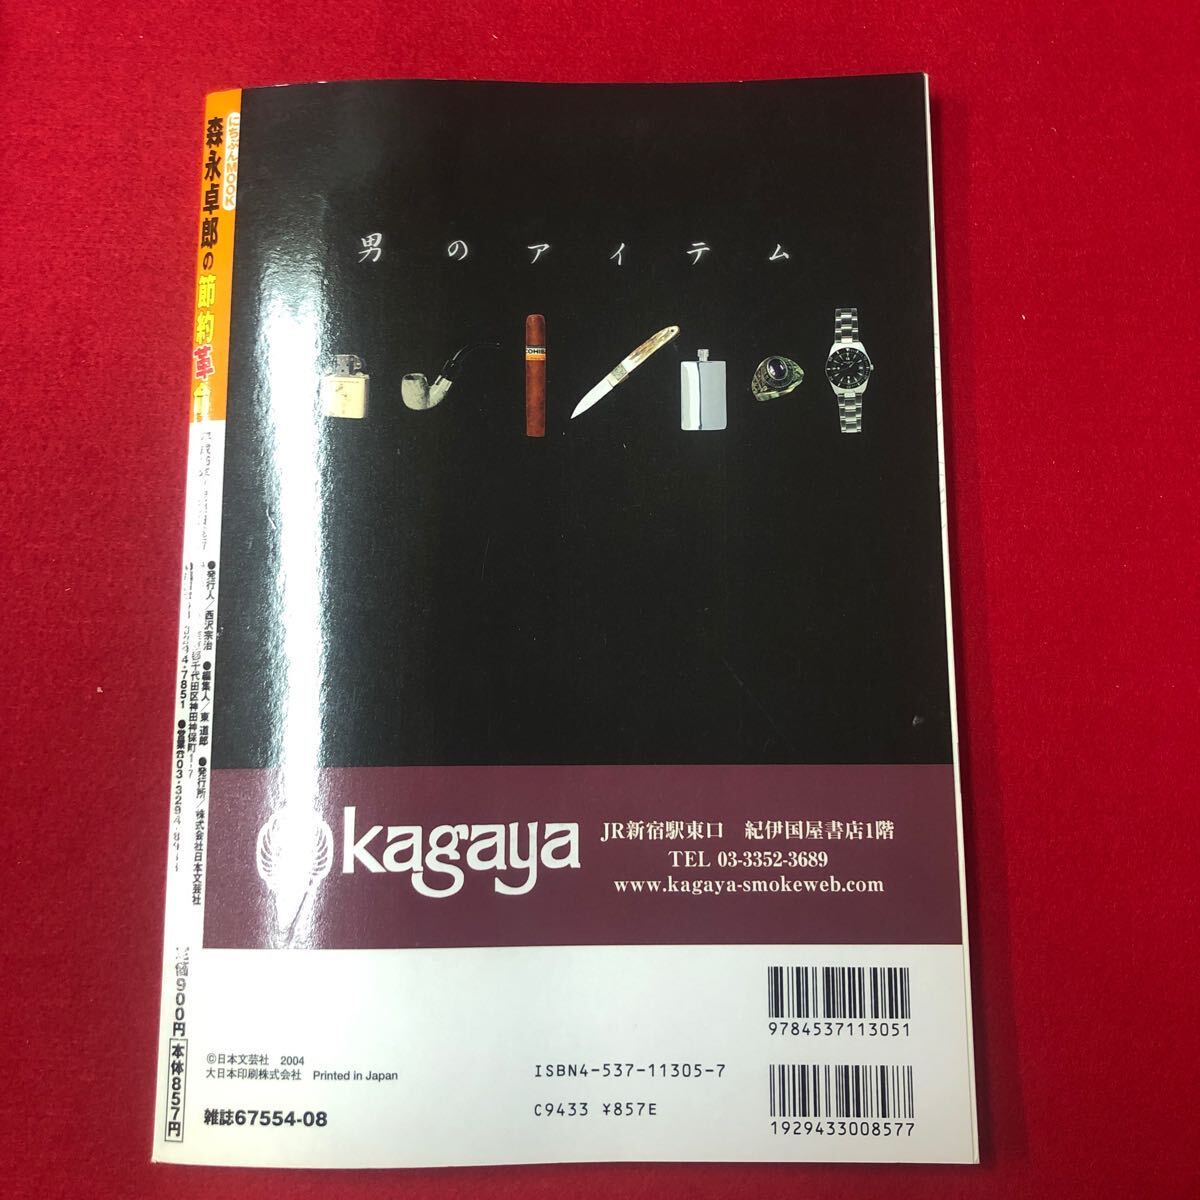 にちぶんMOOK
森永卓郎の節約革
●発行人/西沢宗治 ●編集人/東 道郎 ●発行所/株式会社日本文芸社
千代田区神田神保町1-7
●営業☎03・3294・
定価900円
本体857円
男のアイテム
COHIBA
kagaya
JR新宿駅東口 紀伊国屋書店1階
TEL 03-3352-3689
www.kagaya-smokeweb.com
9784537113051
ISBN4-537-11305-7
C9433 ¥857E
1929433008577
©日本文芸社 2004
大日本印刷株式会社 Printed in Japan
雑誌67554-08